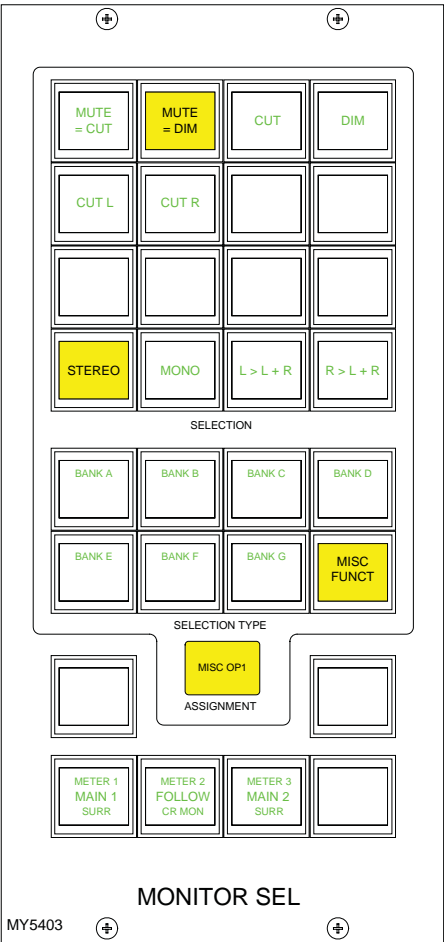 MUTE
= CUT
MUTE
= DIM
CUT
DIM
CUT L
CUT R
STEREO
MONO
L > L + R
R > L + R
SELECTION
BANK A
BANK B
BANK C
BANK D
BANK E
BANK F
BANK G
MISC
FUNCT
SELECTION TYPE
MISC OP1
ASSIGNMENT
METER 1
MAIN 1
SURR
METER 2
FOLLOW
CR MON
METER 3
MAIN 2
SURR
MONITOR SEL
MY5403